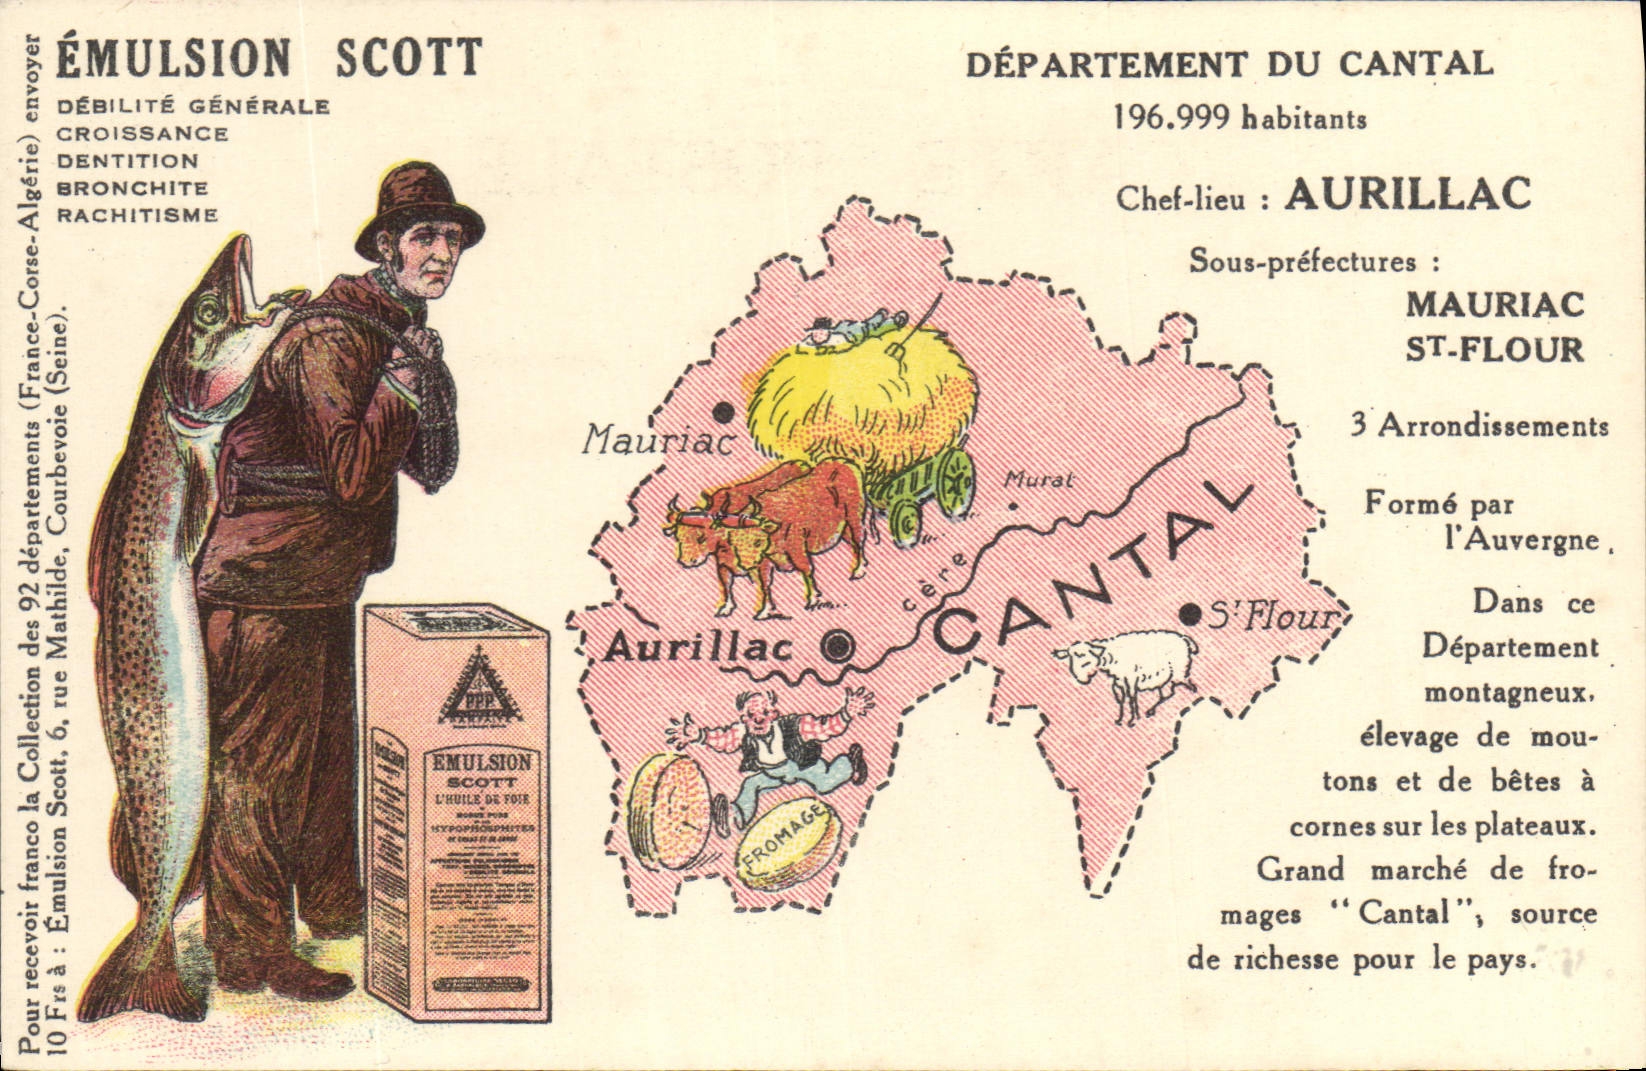 Pour recevoir franco la Collection des 92 départements (France-Corse-Algérie) envoyer
10 Frs à : Émulsion Scott, 6, rue Mathilde, Courbevoie (Seine).
ÉMULSION SCOTT
DÉBILITÉ GÉNÉRALE
CROISSANCE
DENTITION
BRONCHITE
RACHITISME
PPP
EMULSION
SCOTT
L'HUILE DE FOIE
MORUE PURE
HYPOPHOSPHITES
Mauriac
Murat
cère
CANTAL
Aurillac
St Flour
FROMAGE
DÉPARTEMENT DU CANTAL
196.999 habitants
Chef-lieu : AURILLAC
Sous-préfectures :
MAURIAC
ST-FLOUR
3 Arrondissements
Formé par
l'Auvergne.
Dans ce
Département
montagneux,
élevage de mou-
tons et de bêtes à
cornes sur les plateaux.
Grand marché de fro-
mages "Cantal", source
de richesse pour le pays.